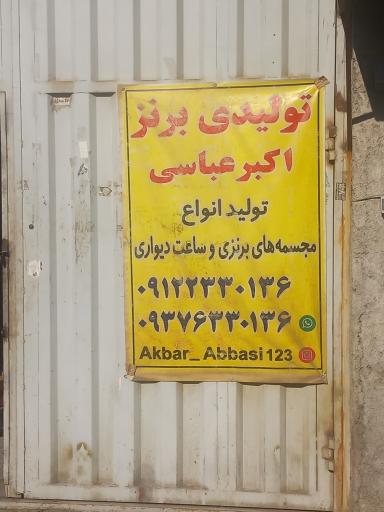 تولیدی برنز
اکبر عباسی
تولید انواع
مجسمه‌های برنزی و ساعت دیواری
۰۹۱۲۲۳۳۰۱۳۶
۰۹۳۷۶۳۳۰۱۳۶
Akbar_Abbasi123